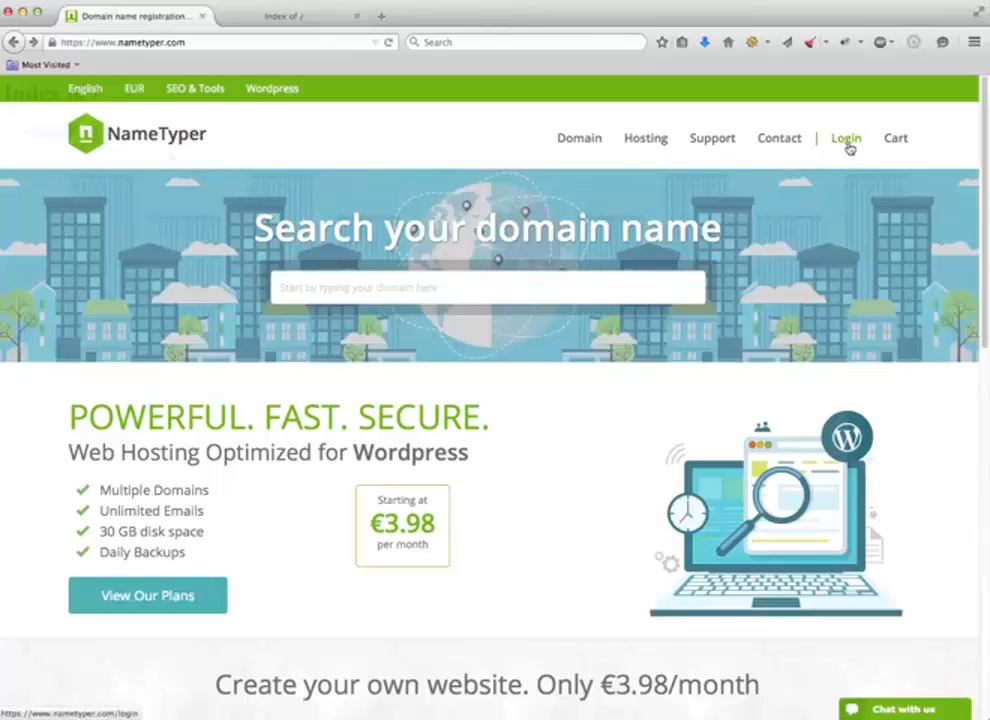 Domain name registration...
Index of /
https://www.nametyper.com
Search
Most Visited
English EUR SEO & Tools Wordpress
NameTyper
Domain Hosting Support Contact | Login Cart
Search your domain name
Start by typing your domain here
POWERFUL. FAST. SECURE.
Web Hosting Optimized for Wordpress
Multiple Domains
Unlimited Emails
30 GB disk space
Daily Backups
Starting at
€3.98
per month
View Our Plans
Create your own website. Only €3.98/month
https://www.nametyper.com/login
Chat with us